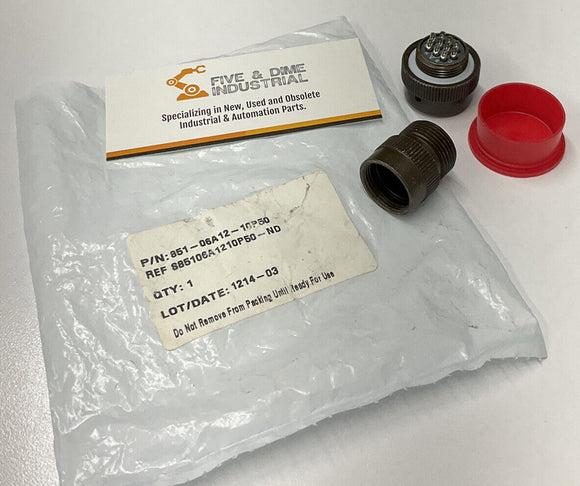 FIVE & DIME
INDUSTRIAL
Specializing in New, Used and Obsolete
Industrial & Automation Parts.
P/N: 851-06A12-10P50
REF S85106A1210P50-ND
QTY: 1
LOT/DATE: 1214-03
Do Not Remove From Packing Until Ready For Use